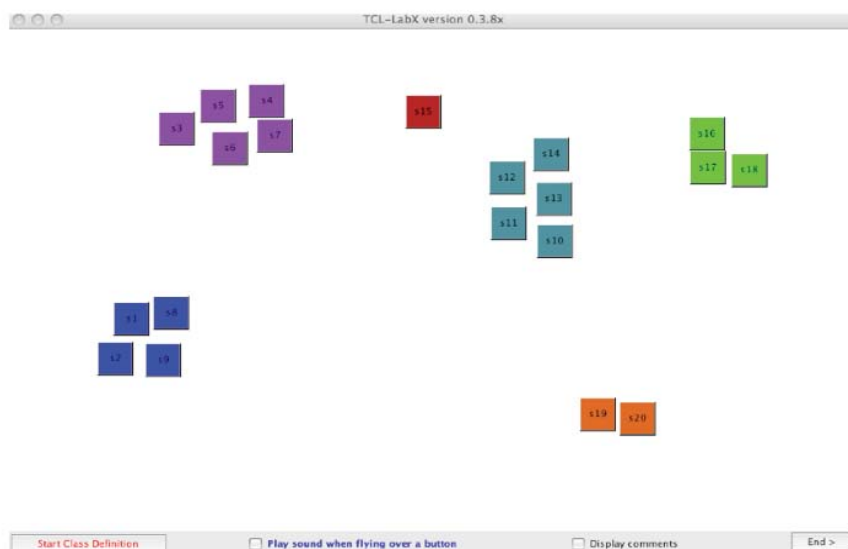 TCL-LabX version 0.3.8x
s4
s5
s15
s3
s7
s16
s6
s14
s12
s17
s18
s13
s11
s10
s8
s1
s2
s9
s19
s20
Start Class Definition
Play sound when flying over a button
Display comments
End >